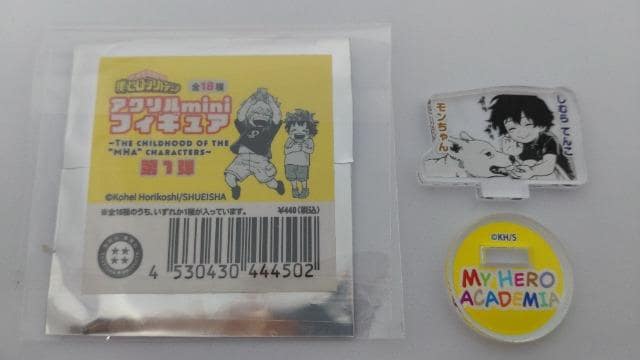 僕のヒーローアカデミア
全18種
アクリルmini
フィギュア
~THE CHILDHOOD OF THE
"MHA" CHARACTERS~
第1弾
©Kohei Horikoshi/SHUEISHA
※全18種のうち、いずれか1種が入っています。
¥440(税込)
4 530430 444502
モンちゃん
しむら てんこ
©KH/S
MY HERO
ACADEMIA